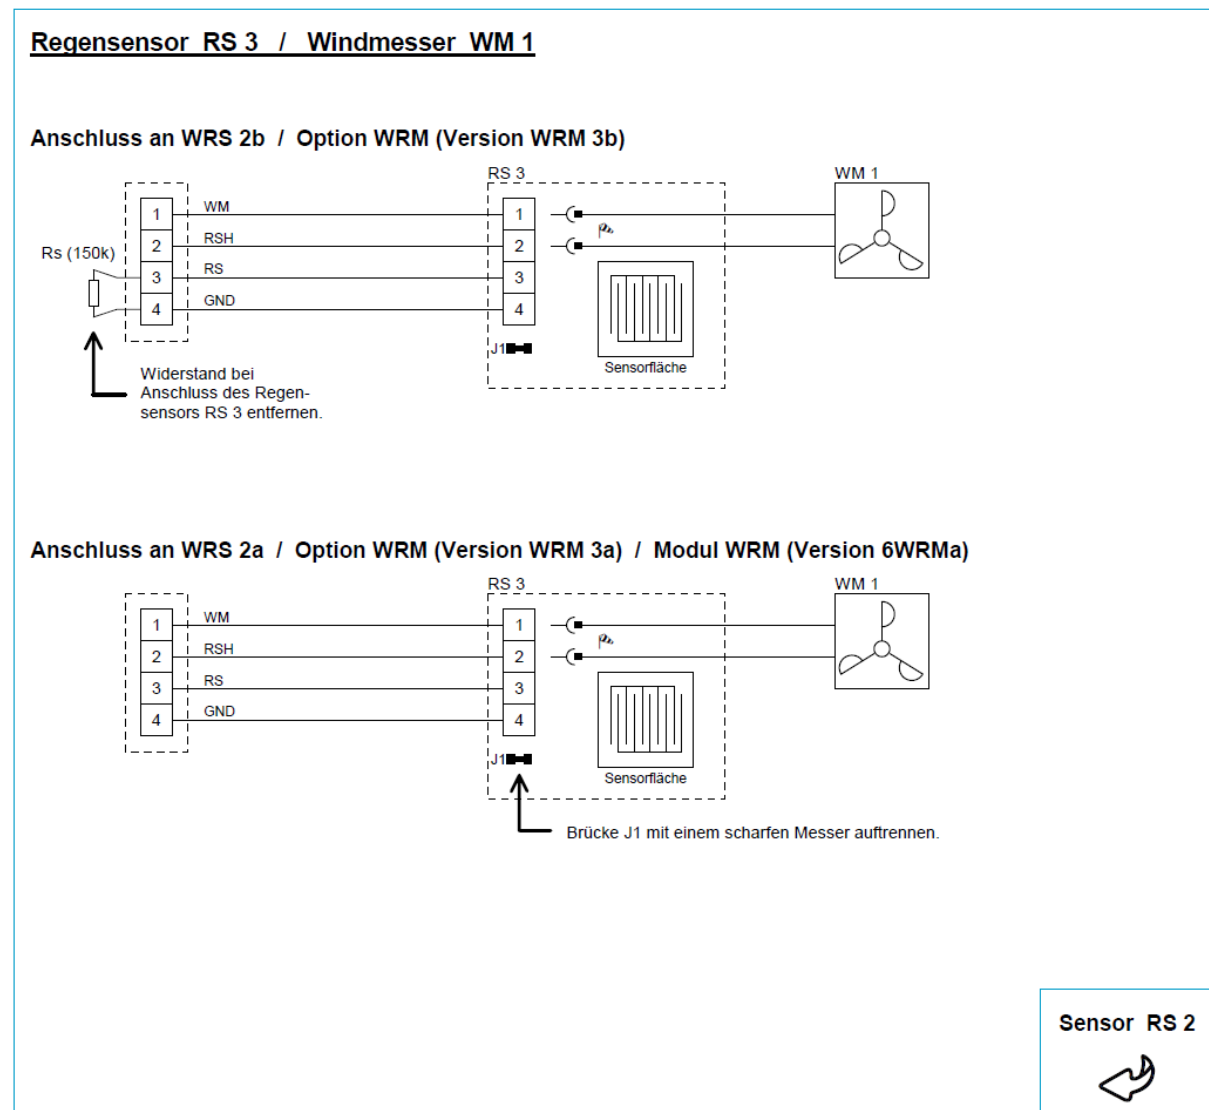 Regensensor RS 3 / Windmesser WM 1
Anschluss an WRS 2b / Option WRM (Version WRM 3b)
RS 3
WM 1
1 WM 1
2 RSH 2
Rs (150k)
3 RS 3
4 GND 4
J1
Sensorfläche
Widerstand bei
Anschluss des Regen-
sensors RS 3 entfernen.
Anschluss an WRS 2a / Option WRM (Version WRM 3a) / Modul WRM (Version 6WRMa)
RS 3
WM 1
1 WM 1
2 RSH 2
3 RS 3
4 GND 4
J1
Sensorfläche
Brücke J1 mit einem scharfen Messer auftrennen.
Sensor RS 2